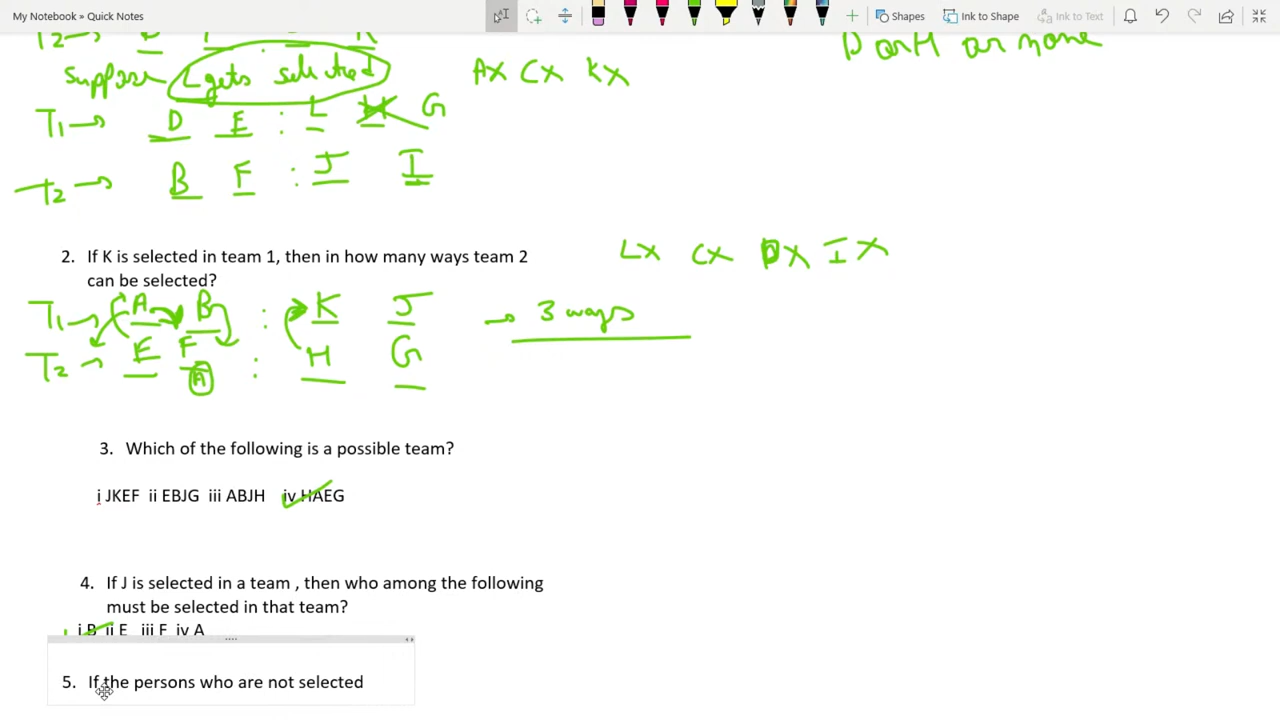 My Notebook » Quick Notes
Shapes Ink to Shape Ink to Text
D or H or none
Suppose L gets selected AX CX KX
T1→ D E : L H G
T2→ B F : J I
2. If K is selected in team 1, then in how many ways team 2
can be selected?
LX CX DX IX
T1→ A B : K J → 3 ways
T2→ E F : H G
A
3. Which of the following is a possible team?
i JKEF ii EBJG iii ABJH iv HAEG
4. If J is selected in a team , then who among the following
must be selected in that team?
i B ii E iii F iv A
5. If the persons who are not selected